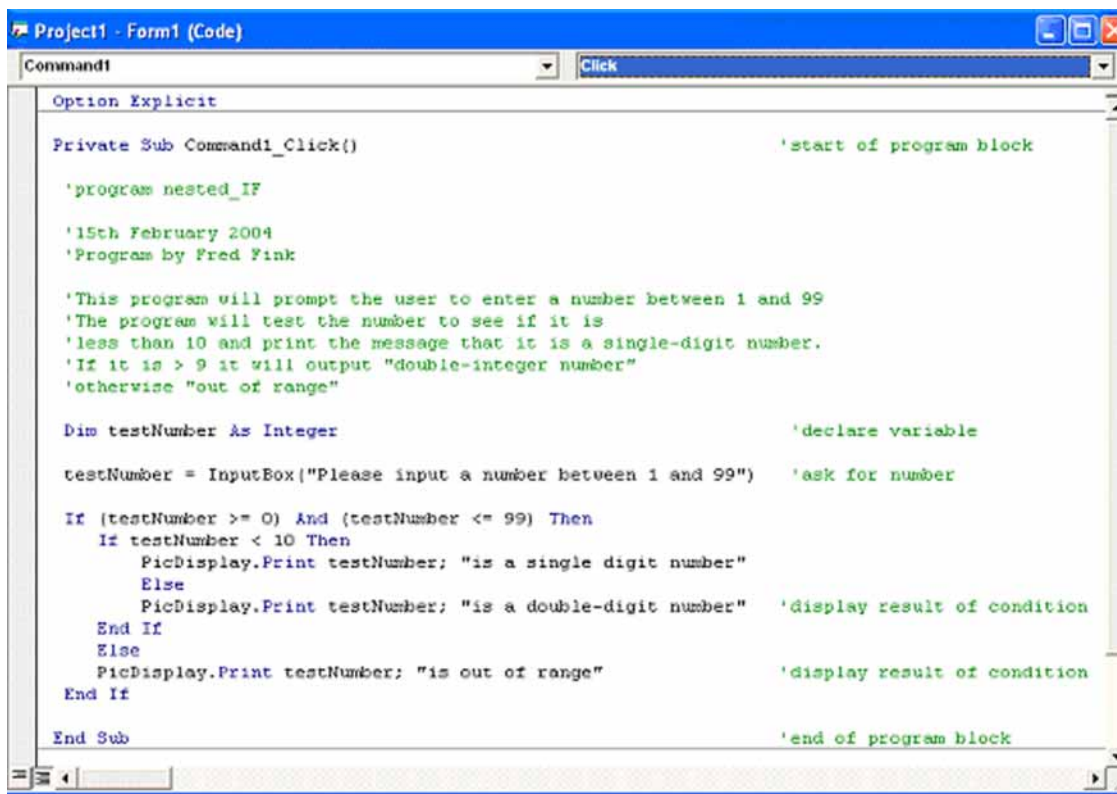 Project1 - Form1 (Code)
Command1 Click
Option Explicit
Private Sub Command1_Click() 'start of program block
'program nested_IF
'15th February 2004
'Program by Fred Fink
'This program will prompt the user to enter a number between 1 and 99
'The program will test the number to see if it is
'less than 10 and print the message that it is a single-digit number.
'If it is > 9 it will output "double-integer number"
'otherwise "out of range"
Dim testNumber As Integer 'declare variable
testNumber = InputBox("Please input a number between 1 and 99") 'ask for number
If (testNumber >= 0) And (testNumber <= 99) Then
If testNumber < 10 Then
PicDisplay.Print testNumber; "is a single digit number"
Else
PicDisplay.Print testNumber; "is a double-digit number" 'display result of condition
End If
Else
PicDisplay.Print testNumber; "is out of range" 'display result of condition
End If
End Sub 'end of program block